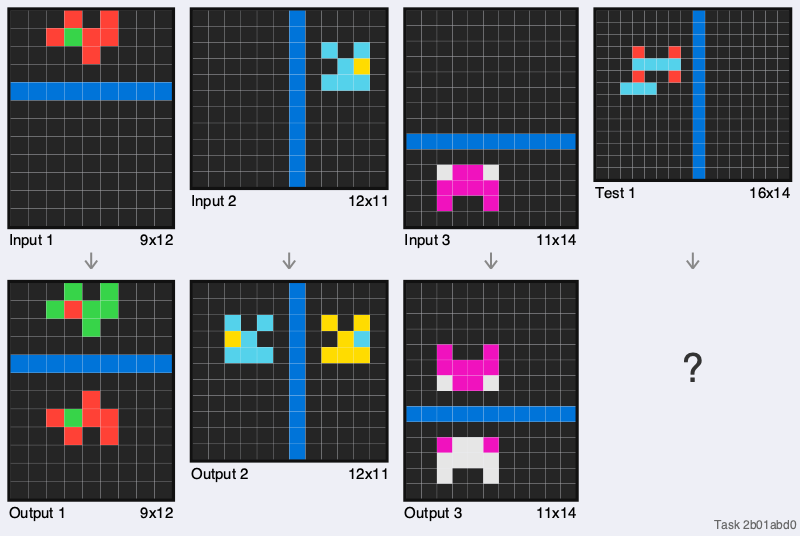 Input 1 9x12
Input 2 12x11
Input 3 11x14
Test 1 16x14
Output 1 9x12
Output 2 12x11
Output 3 11x14
?
Task 2b01abd0